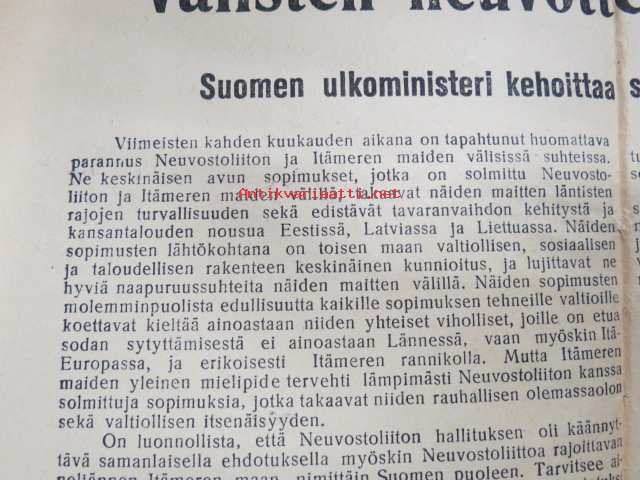 välisten neuvotte
Suomen ulkoministeri kehoittaa s
Viimeisten kahden kuukauden aikana on tapahtunut huomattava
parannus Neuvostoliiton ja Itämeren maiden välisissä suhteissa.
Ne keskinäisen avun sopimukset, jotka on solmittu Neuvosto-
liiton ja Itämeren maiden välillä, takaavat näiden maitten läntisten
rajojen turvallisuuden sekä edistävät tavaranvaihdon kehitystä ja
kansantalouden nousua Eestissä, Latviassa ja Liettuassa. Näiden
sopimusten lähtökohtana on toisen maan valtiollisen, sosiaalisen
ja taloudellisen rakenteen keskinäinen kunnioitus, ja lujittavat ne
hyviä naapuruussuhteita näiden maitten välillä. Näiden sopimusten
molemminpuolista edullisuutta kaikille sopimuksen tehneille valtioille
koettavat kieltää ainoastaan niiden yhteiset viholliset, joille on etua
sodan sytyttämisestä ei ainoastaan Lännessä, vaan myöskin Itä-
Europassa, ja erikoisesti Itämeren rannikolla. Mutta Itämeren
maiden yleinen mielipide tervehti lämpimästi Neuvostoliiton kanssa
solmittuja sopimuksia, jotka takaavat niiden rauhallisen olemassaolon
sekä valtiollisen itsenäisyyden.
On luonnollista, että Neuvostoliiton hallituksen oli käännyt-
tävä samanlaisella ehdotuksella myöskin Neuvostoliittoa rajoittavan
neljännen Itämeren maan, nimittäin Suomen puoleen. Tarvitsee ai-